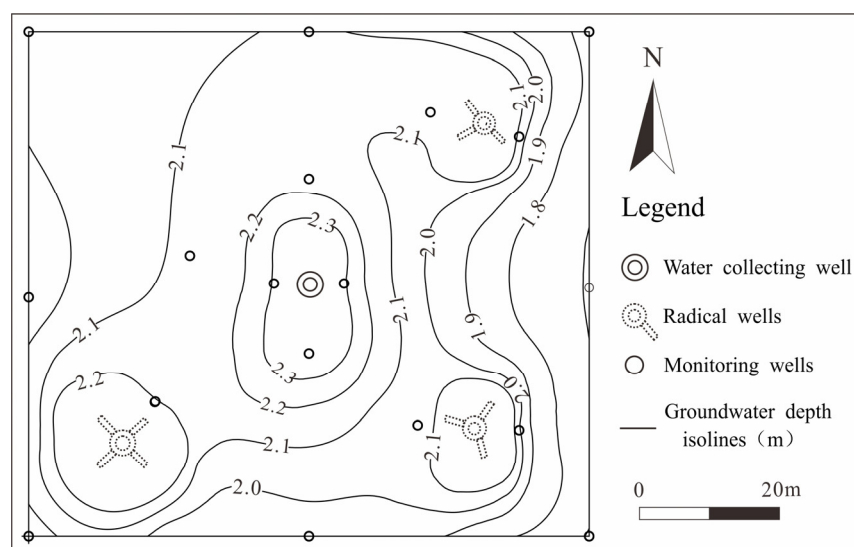 N
2.1
2.0
2.1
2.1
1.9
1.8
2.2
2.3
2.0
2.1
1.9
2.1
2.3
2.2
2.0
2.2
2.1
2.1
2.0
Legend
Water collecting well
Radical wells
Monitoring wells
Groundwater depth
isolines（m）
0 20m